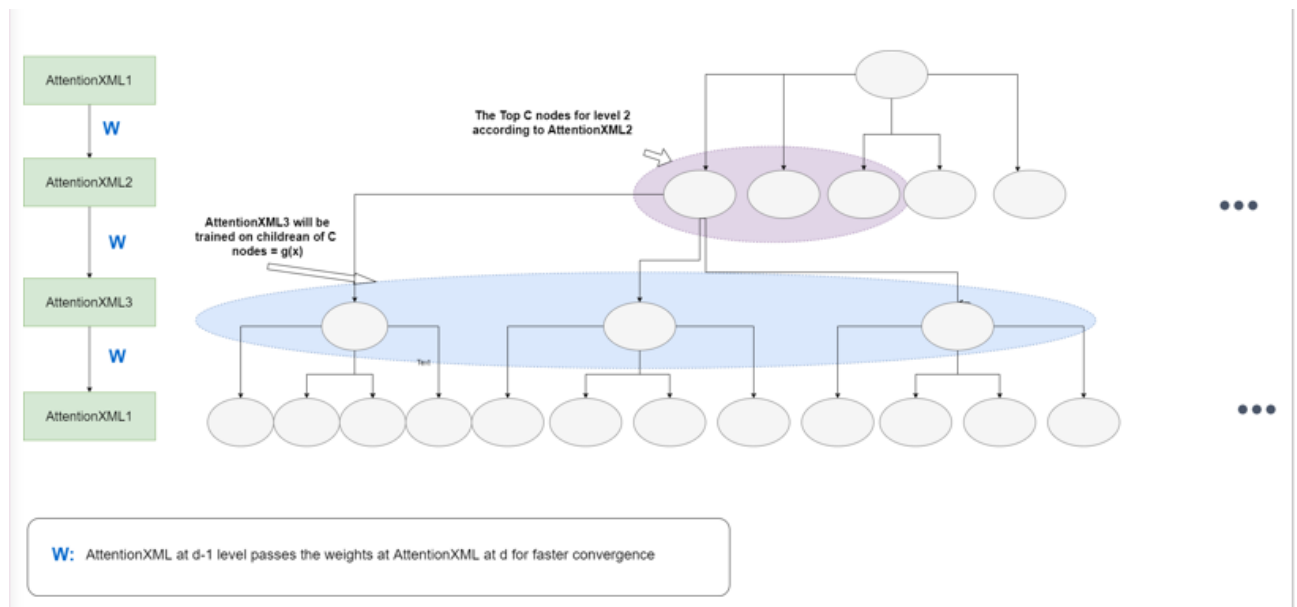 AttentionXML1
W
The Top C nodes for level 2
according to AttentionXML2
AttentionXML2
AttentionXML3 will be
trained on childrean of C
nodes = g(x)
W
AttentionXML3
W
Text
AttentionXML1
W: AttentionXML at d-1 level passes the weights at AttentionXML at d for faster convergence